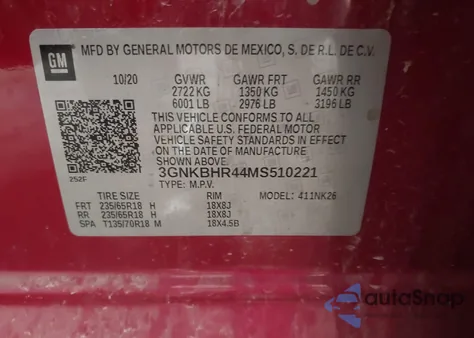 GM
MFD BY GENERAL MOTORS DE MEXICO, S. DE R.L. DE C.V.
10/20 GVWR GAWR FRT GAWR RR
2722 KG 1350 KG 1450 KG
6001 LB 2976 LB 3196 LB
THIS VEHICLE CONFORMS TO ALL
APPLICABLE U.S. FEDERAL MOTOR
VEHICLE SAFETY STANDARDS IN EFFECT
ON THE DATE OF MANUFACTURE
SHOWN ABOVE.
252F
3GNKBHR44MS510221
TYPE: M.P.V. MODEL: 411NK26
TIRE SIZE RIM
FRT 235/65R18 H 18X8J
RR 235/65R18 H 18X8J
SPA T135/70R18 M 18X4.5B
autoShop